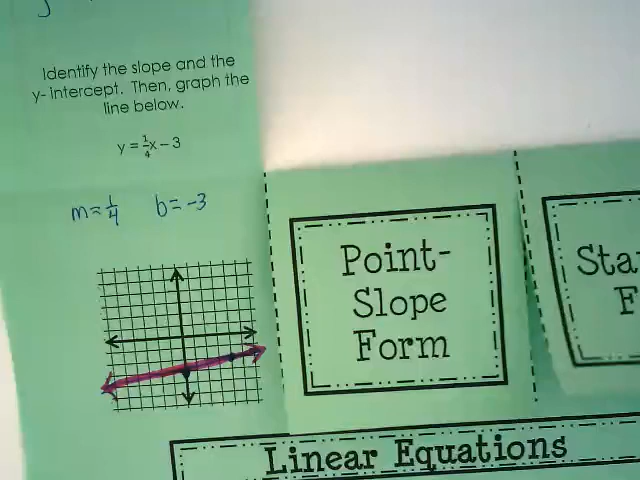 Identify the slope and the
y- intercept. Then, graph the
line below.
y = 1/4 x – 3
m = 1/4 b = -3
Point-
Slope
Form
Linear Equations